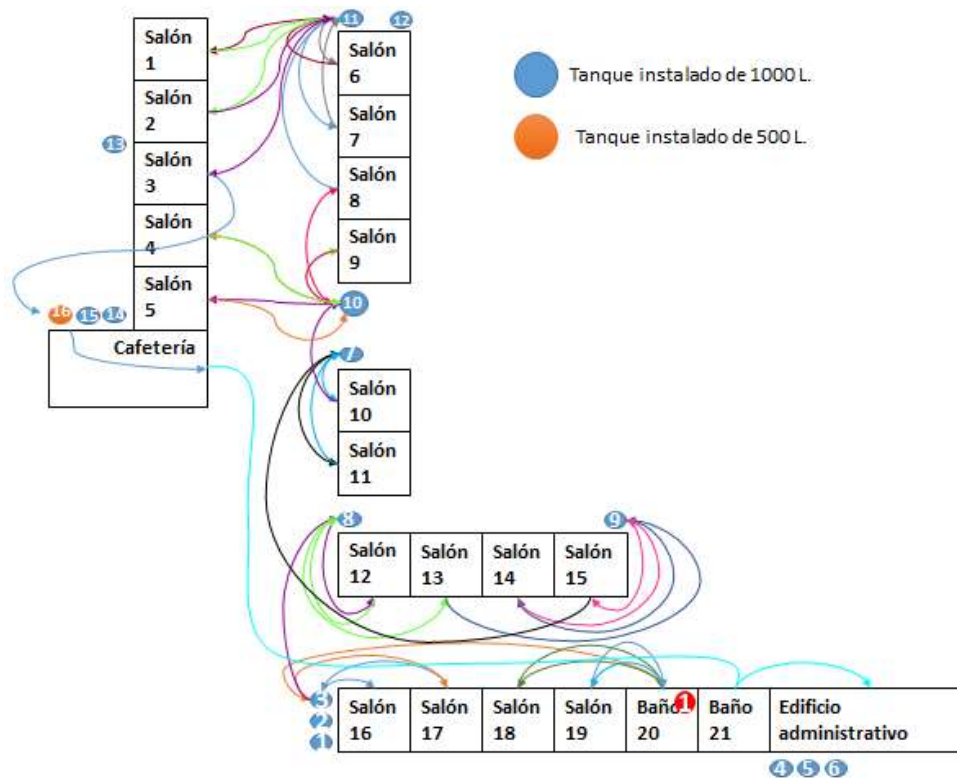 11
12
Salón
1
Salón
6
Tanque instalado de 1000 L.
Salón
2
Salón
7
Tanque instalado de 500 L.
13
Salón
3
Salón
8
Salón
4
Salón
9
Salón
5
10
16
15
14
Cafetería
7
Salón
10
Salón
11
8
9
Salón
12
Salón
13
Salón
14
Salón
15
3
2
1
Salón
16
Salón
17
Salón
18
Salón
19
Baño
20
1
Baño
21
Edificio
administrativo
4
5
6